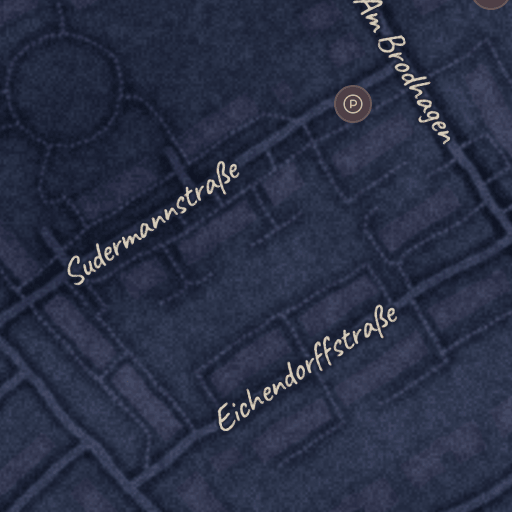 Am Brodhagen
P
Sudermannstraße
Eichendorffstraße